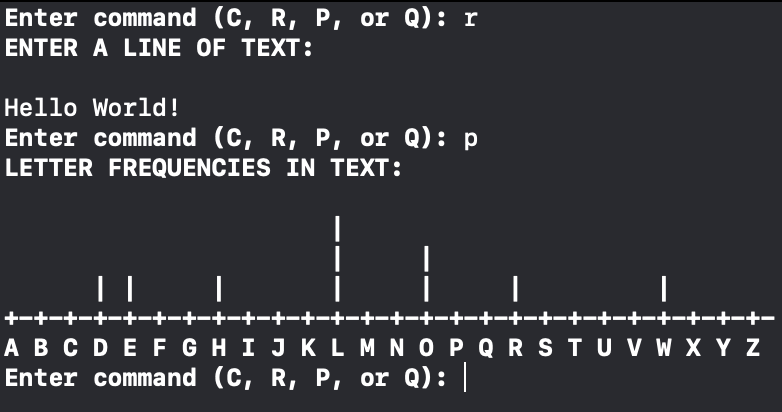 Enter command (C, R, P, or Q): r
ENTER A LINE OF TEXT:
Hello World!
Enter command (C, R, P, or Q): p
LETTER FREQUENCIES IN TEXT:
                      |
                      |     |
      | |     |       |     |     |         |
+-+-+-+-+-+-+-+-+-+-+-+-+-+-+-+-+-+-+-+-+-+-+-+-+-+-
A B C D E F G H I J K L M N O P Q R S T U V W X Y Z
Enter command (C, R, P, or Q):